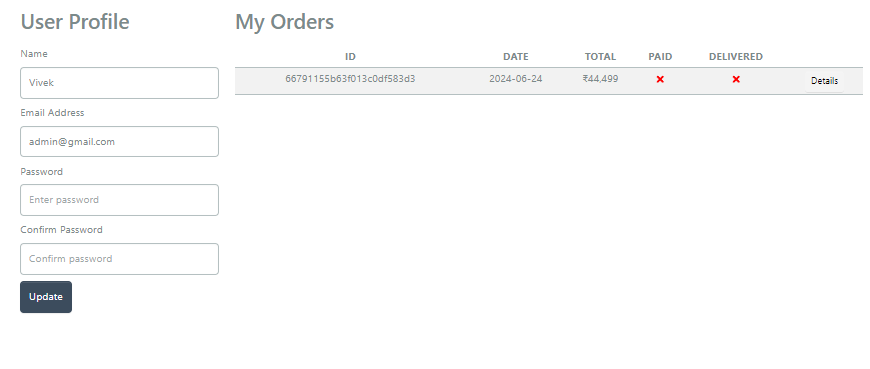 User Profile
Name
Vivek
Email Address
admin@gmail.com
Password
Enter password
Confirm Password
Confirm password
Update
My Orders
ID DATE TOTAL PAID DELIVERED
66791155b63f013c0df583d3 2024-06-24 ₹44,499 Details